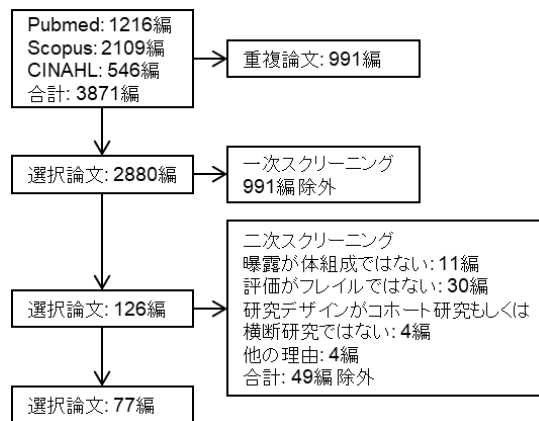 Pubmed: 1216編
Scopus: 2109編
CINAHL: 546編
合計: 3871編
重複論文: 991編
選択論文: 2880編
一次スクリーニング
991編除外
二次スクリーニング
曝露が体組成ではない: 11編
評価がフレイルではない: 30編
研究デザインがコホート研究もしくは
横断研究ではない: 4編
他の理由: 4編
合計: 49編除外
選択論文: 126編
選択論文: 77編